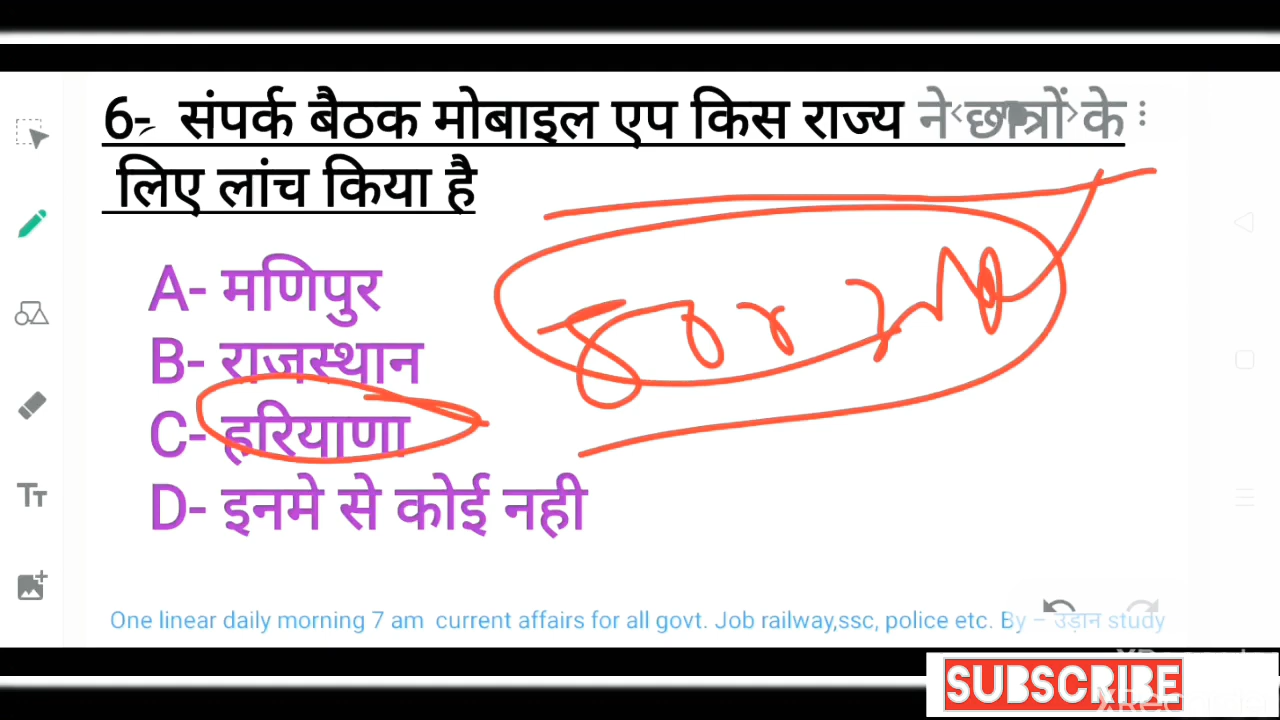 6- संपर्क बैठक मोबाइल एप किस राज्य ने छात्रों के
लिए लांच किया है
A- मणिपुर
B- राजस्थान
C- हरियाणा
D- इनमे से कोई नही
One linear daily morning 7 am current affairs for all govt. Job railway,ssc, police etc. By – उड़ान study
SUBSCRIBE